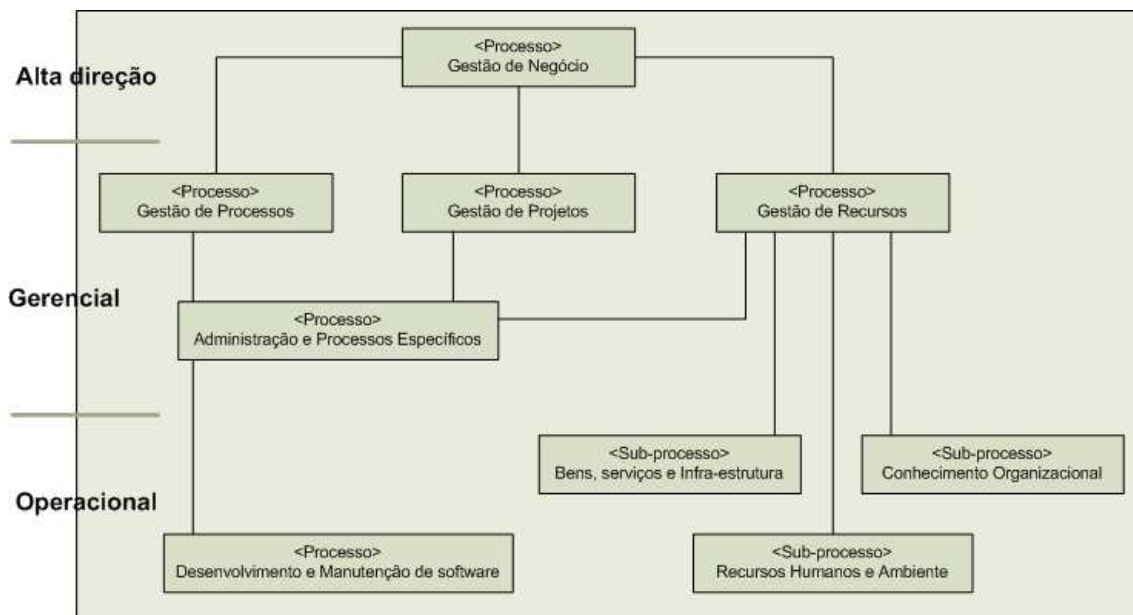 Alta direção
<Processo>
Gestão de Negócio
<Processo>
Gestão de Processos
<Processo>
Gestão de Projetos
<Processo>
Gestão de Recursos
Gerencial
<Processo>
Administração e Processos Específicos
<Sub-processo>
Bens, serviços e Infra-estrutura
<Sub-processo>
Conhecimento Organizacional
Operacional
<Processo>
Desenvolvimento e Manutenção de software
<Sub-processo>
Recursos Humanos e Ambiente